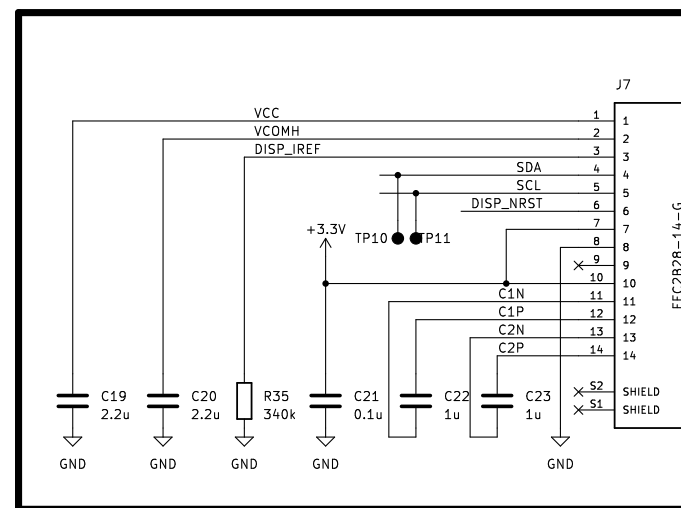 J7
VCC 1 1
VCOMH 2 2
DISP_IREF 3 3
SDA 4 4
SCL 5 5
DISP_NRST 6 6
7 7
+3.3V
TP10 TP11
8 8
9 9
10 10
C1N 11 11
C1P 12 12
C2N 13 13
C2P 14 14
S2 SHIELD
S1 SHIELD
C19 C20 R35 C21 C22 C23
2.2u 2.2u 340k 0.1u 1u 1u
GND GND GND GND GND